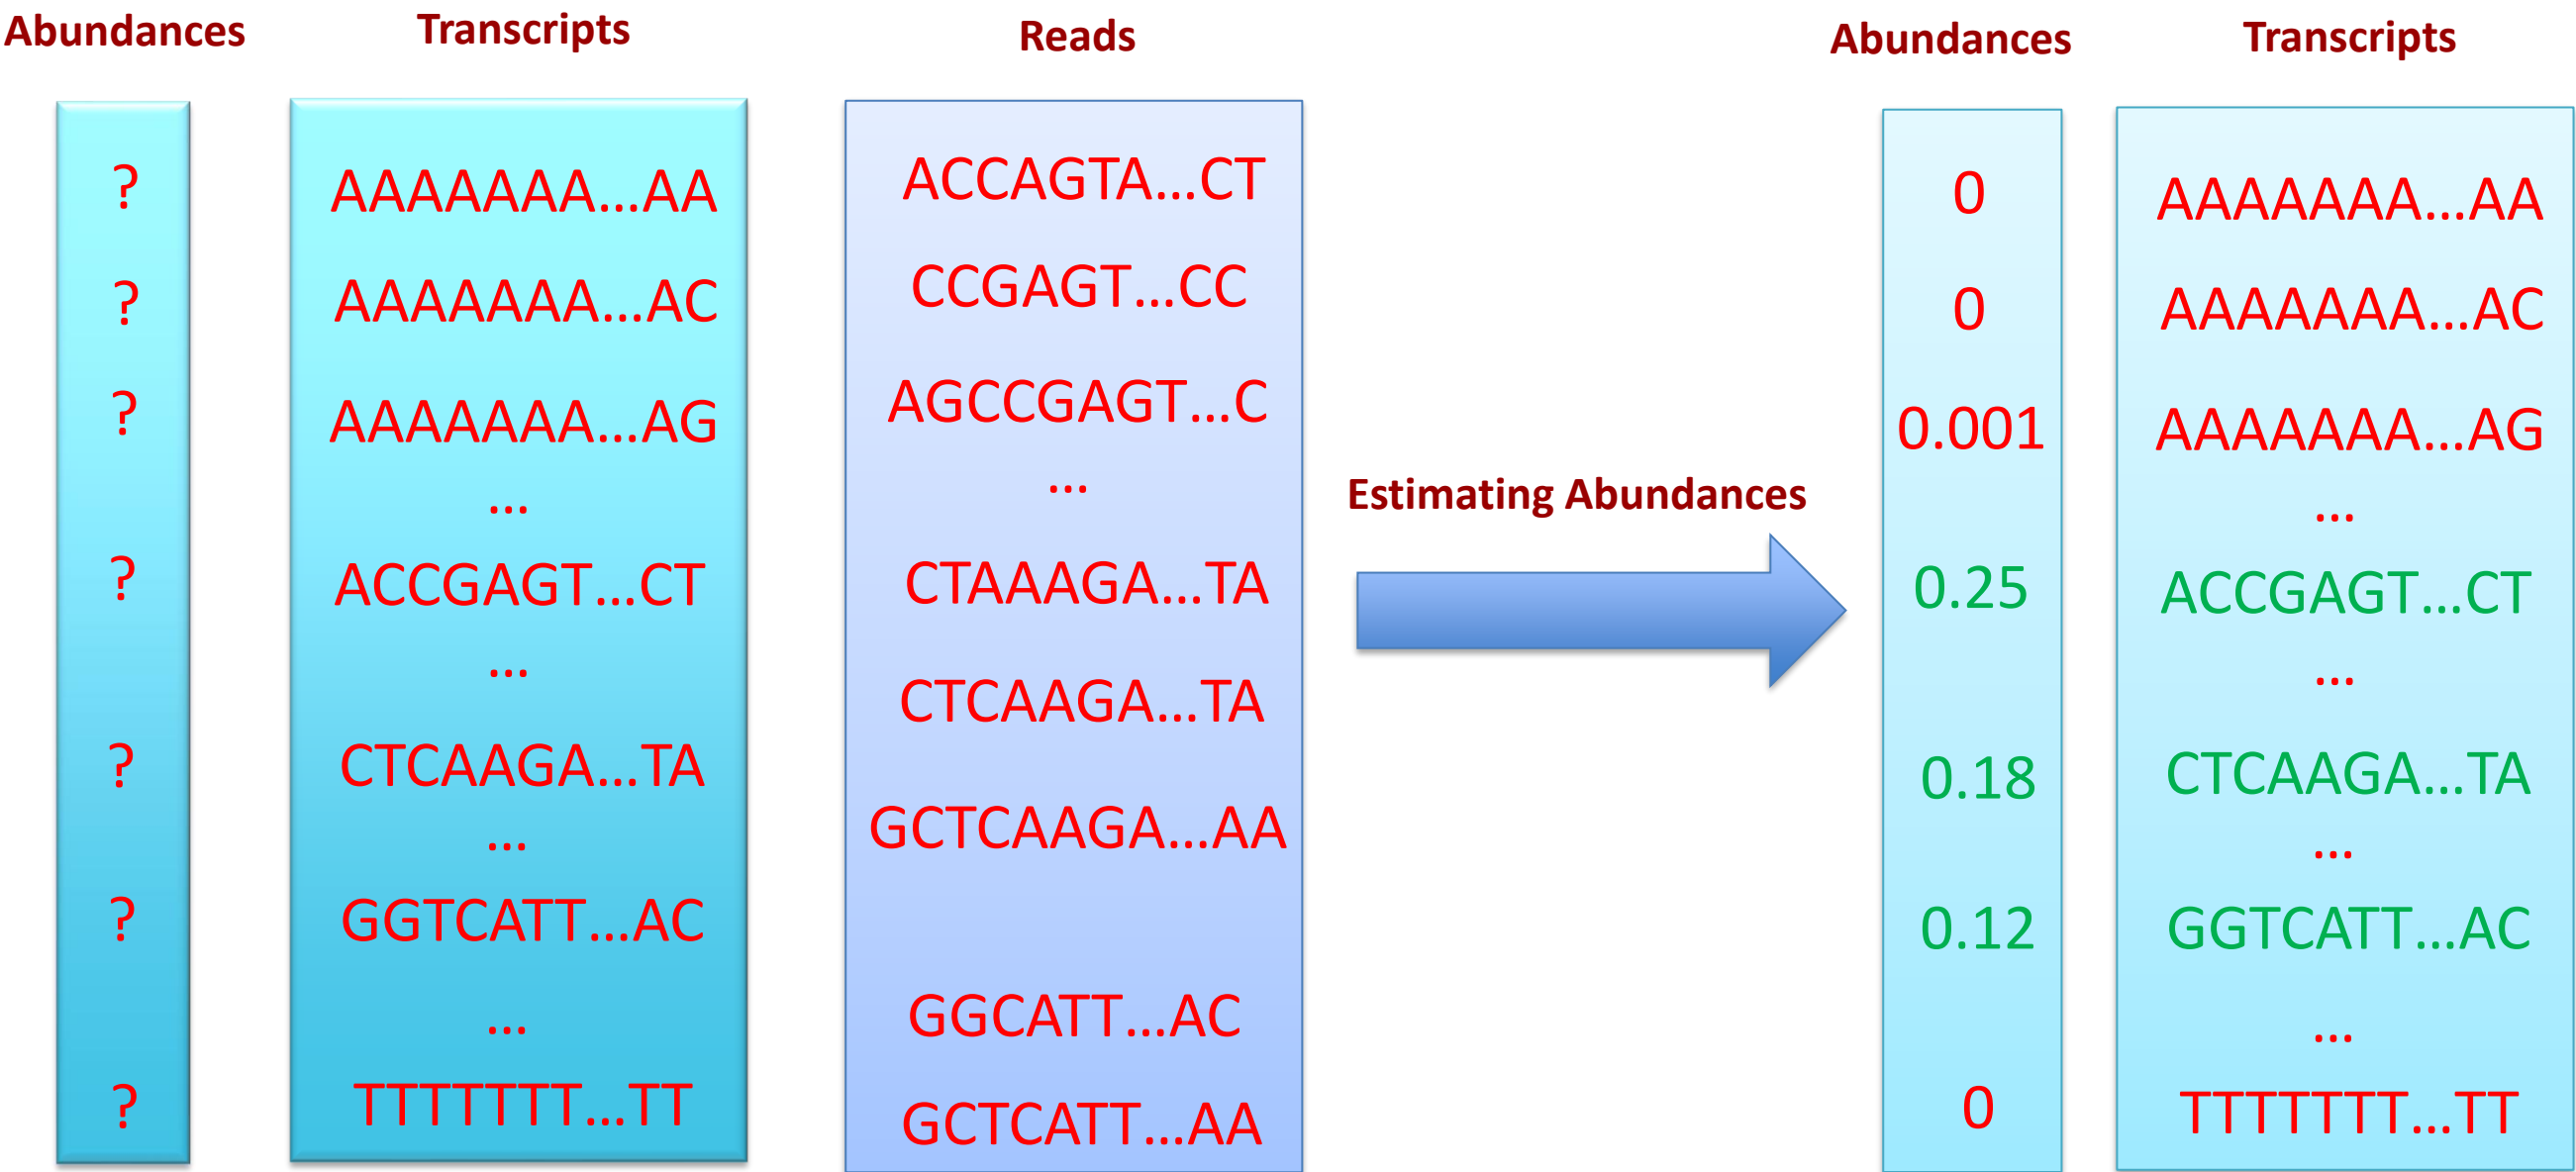 Abundances
?
?
?
?
?
?
?
Transcripts
AAAAAAA...AA
AAAAAAA...AC
AAAAAAA...AG
...
ACCGAGT...CT
...
CTCAAGA...TA
...
GGTCATT...AC
...
TTTTTTT...TT
Reads
ACCAGTA...CT
CCGAGT...CC
AGCCGAGT...C
...
CTAAAGA...TA
CTCAAGA...TA
GCTCAAGA...AA
GGCATT...AC
GCTCATT...AA
Estimating Abundances
Abundances
0
0
0.001
0.25
0.18
0.12
0
Transcripts
AAAAAAA...AA
AAAAAAA...AC
AAAAAAA...AG
...
ACCGAGT...CT
...
CTCAAGA...TA
...
GGTCATT...AC
...
TTTTTTT...TT